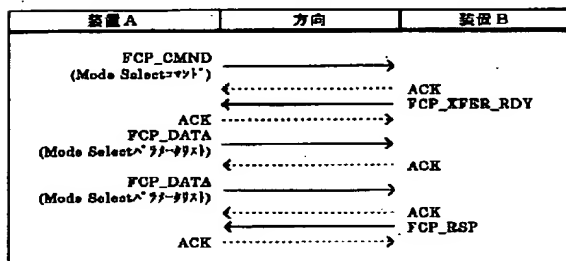 装置A 方向 装置B
FCP_CMND
(Mode Selectコマンド)
ACK
FCP_XFER_RDY
ACK
FCP_DATA
(Mode Selectパラメータリスト)
ACK
FCP_DATA
(Mode Selectパラメータリスト)
ACK
FCP_RSP
ACK